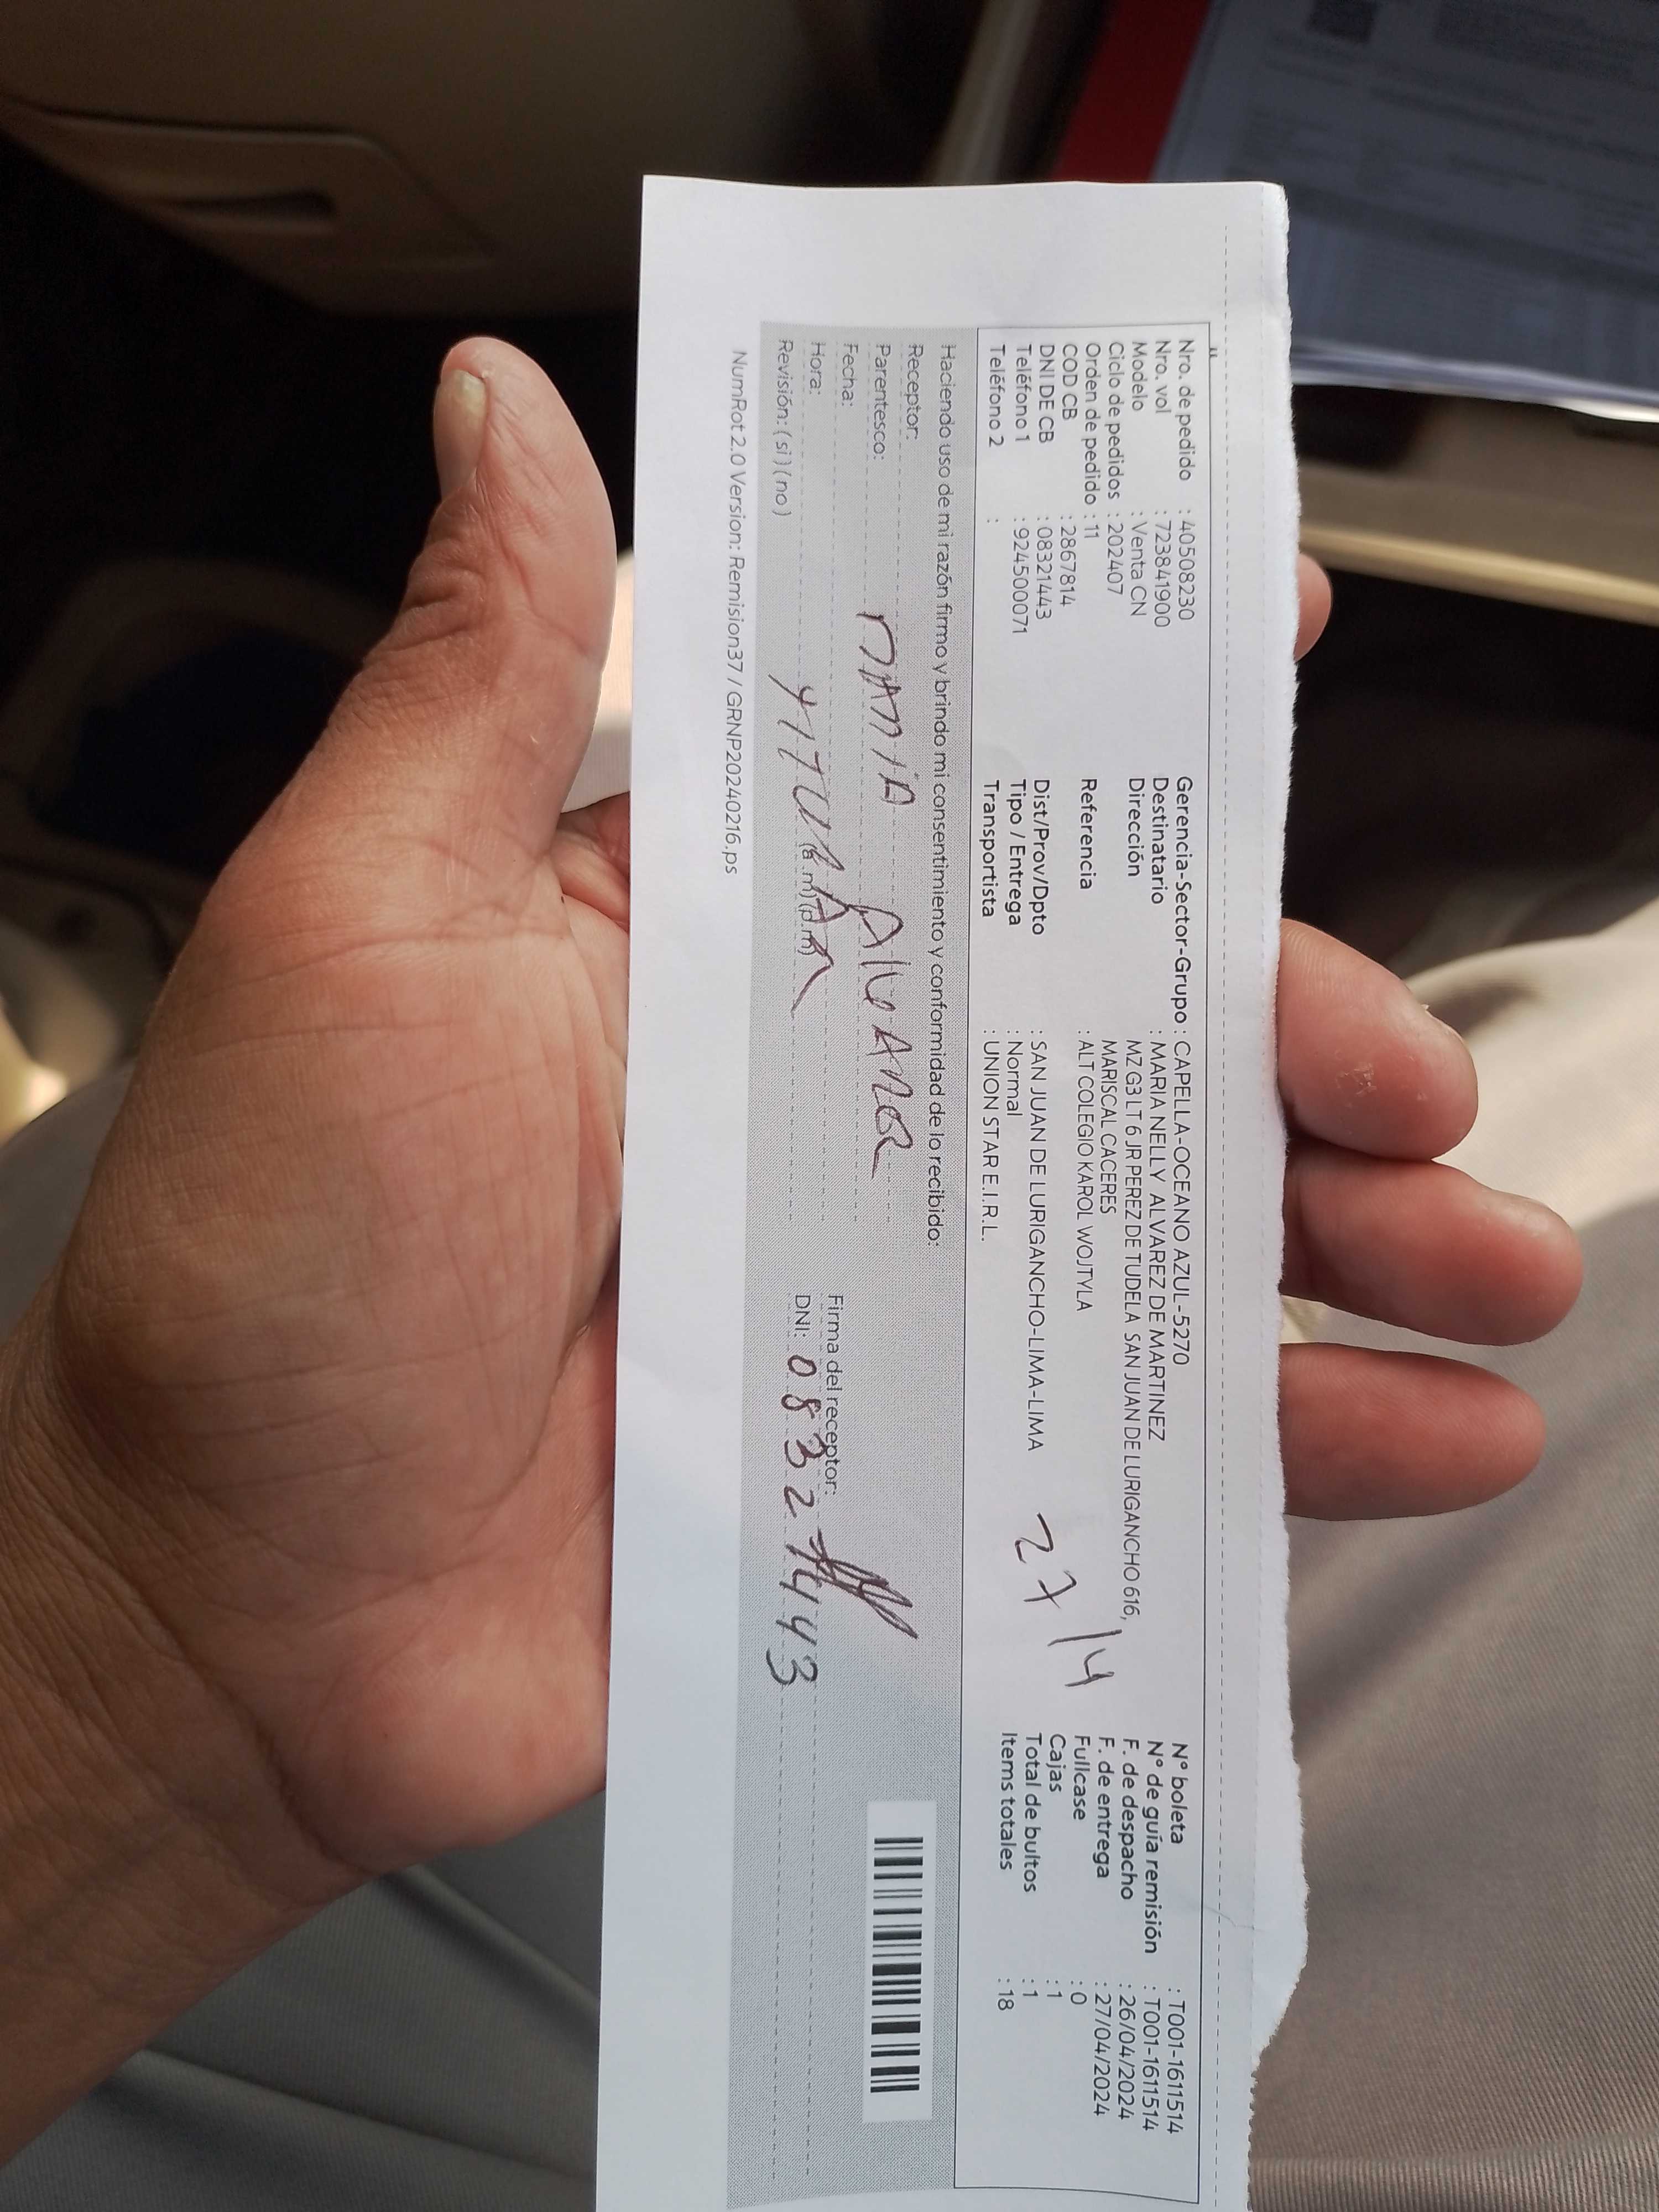 Nro. de pedido : 40508230
Nro. vol : 723841900
Modelo : Venta CN
Ciclo de pedidos : 202407
Orden de pedido : 11
COD CB : 2867814
DNI DE CB : 08321443
Teléfono 1 : 924500071
Teléfono 2 :
Gerencia-Sector-Grupo : CAPELLA-OCEANO AZUL-5270
Destinatario : MARIA NELLY ALVAREZ DE MARTINEZ
Dirección : MZ G3 LT 6 JR PEREZ DE TUDELA SAN JUAN DE LURIGANCHO 616,
MARISCAL CACERES
Referencia : ALT COLEGIO KAROL WOJTYLA
Dist/Prov/Dpto : SAN JUAN DE LURIGANCHO-LIMA-LIMA
Tipo / Entrega : Normal
Transportista : UNION STAR E.I.R.L.
27/4
N° boleta : T001-1611514
N° de guía remisión : T001-1611514
F. de despacho : 26/04/2024
F. de entrega : 27/04/2024
Fullcase : 0
Cajas : 1
Total de bultos : 1
Items totales : 18
Haciendo uso de mi razón firmo y brindo mi consentimiento y conformidad de lo recibido:
Receptor:
Parentesco: MARIA ALVAREZ
Fecha:
Hora: TITULAR (a.m) (p.m)
Revisión: ( si ) ( no )
Firma del receptor:
DNI: 08321443
NumRot 2.0 Version: Remision37 / GRNP20240216.ps